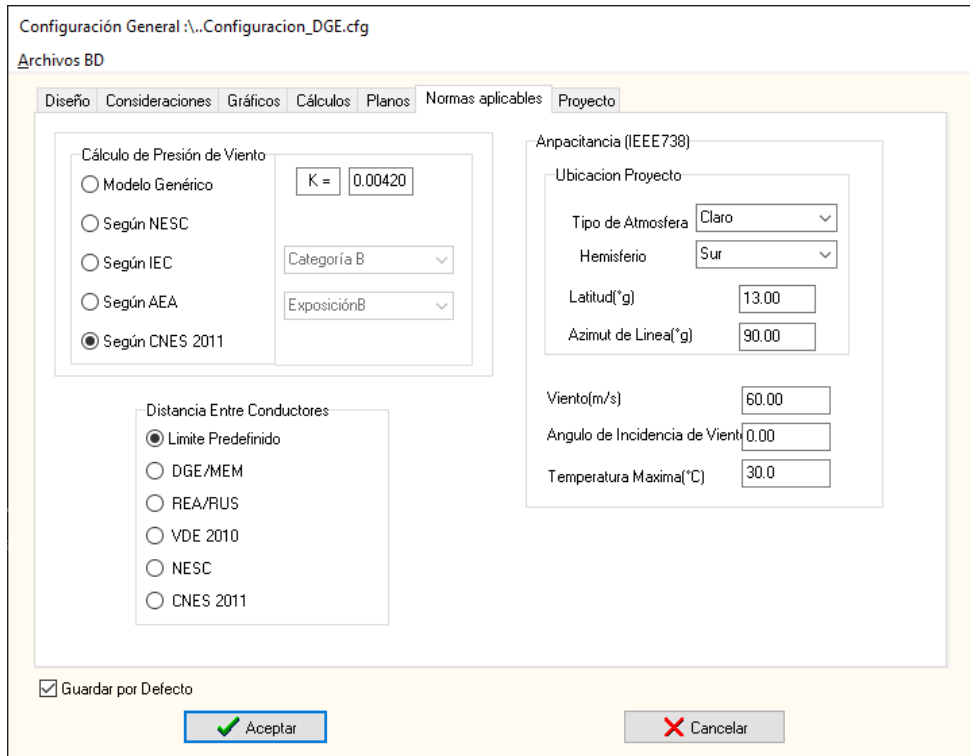 Configuración General :\..Configuracion_DGE.cfg
Archivos BD
Diseño Consideraciones Gráficos Cálculos Planos Normas aplicables Proyecto
Cálculo de Presión de Viento
Modelo Genérico K = 0.00420
Según NESC
Según IEC Categoría B
Según AEA ExposiciónB
Según CNES 2011
Distancia Entre Conductores
Limite Predefinido
DGE/MEM
REA/RUS
VDE 2010
NESC
CNES 2011
Anpacitancia (IEEE738)
Ubicacion Proyecto
Tipo de Atmosfera Claro
Hemisferio Sur
Latitud(°g) 13.00
Azimut de Linea(°g) 90.00
Viento(m/s) 60.00
Angulo de Incidencia de Vient 0.00
Temperatura Maxima(°C) 30.0
Guardar por Defecto
Aceptar Cancelar